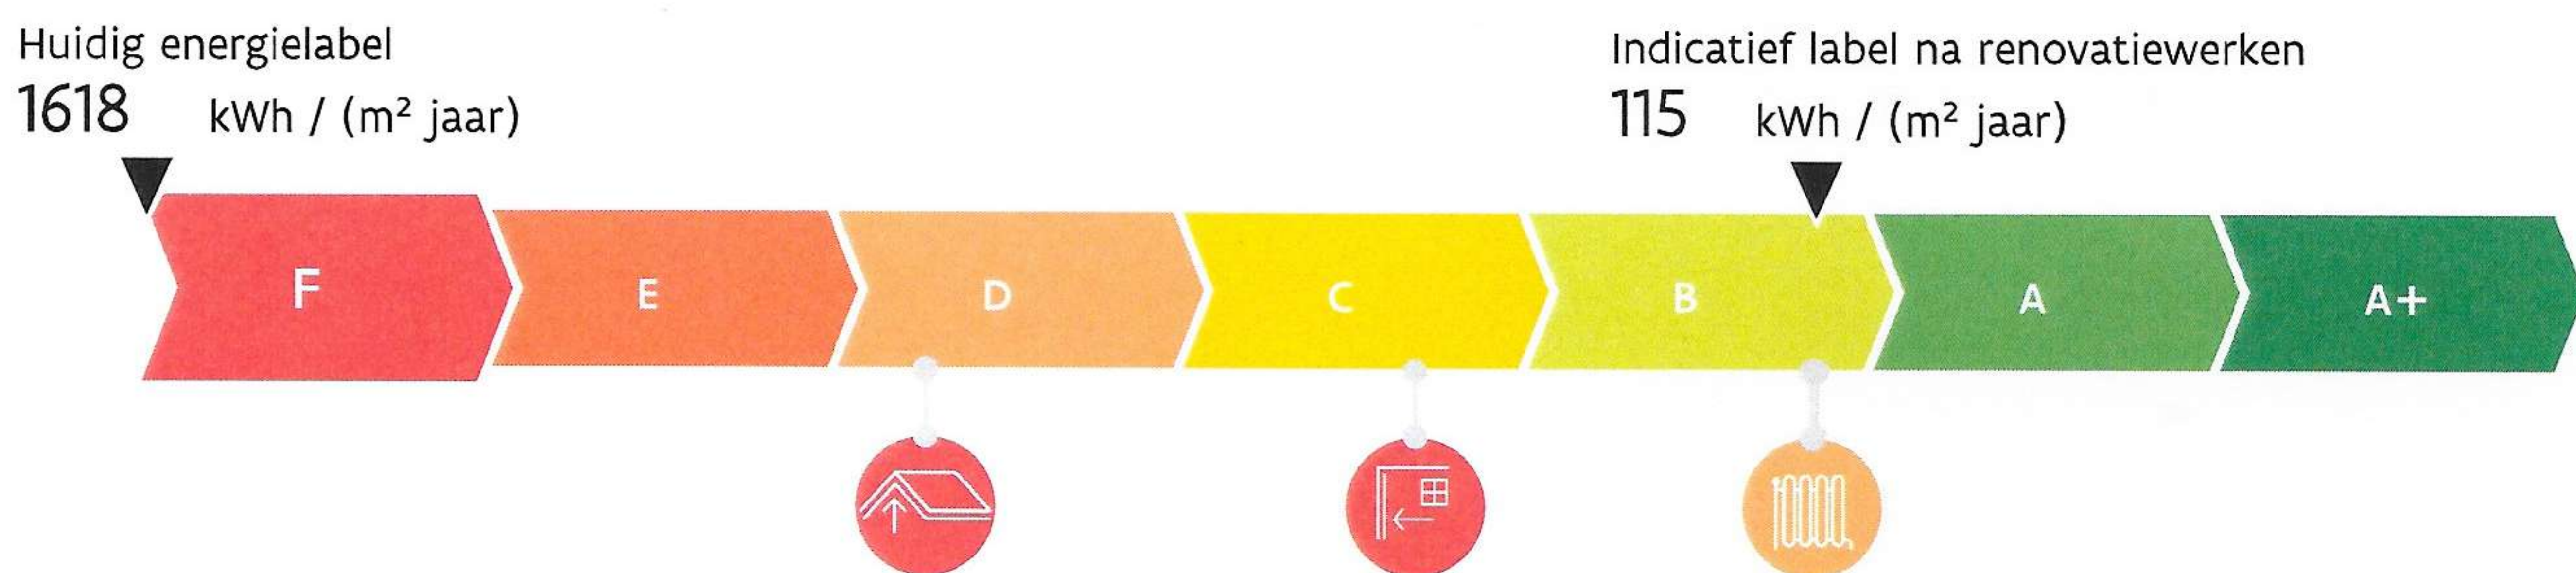 Huidig energielabel
1618 kWh / (m² jaar)
Indicatief label na renovatiewerken
115 kWh / (m² jaar)
F E D C B A A+